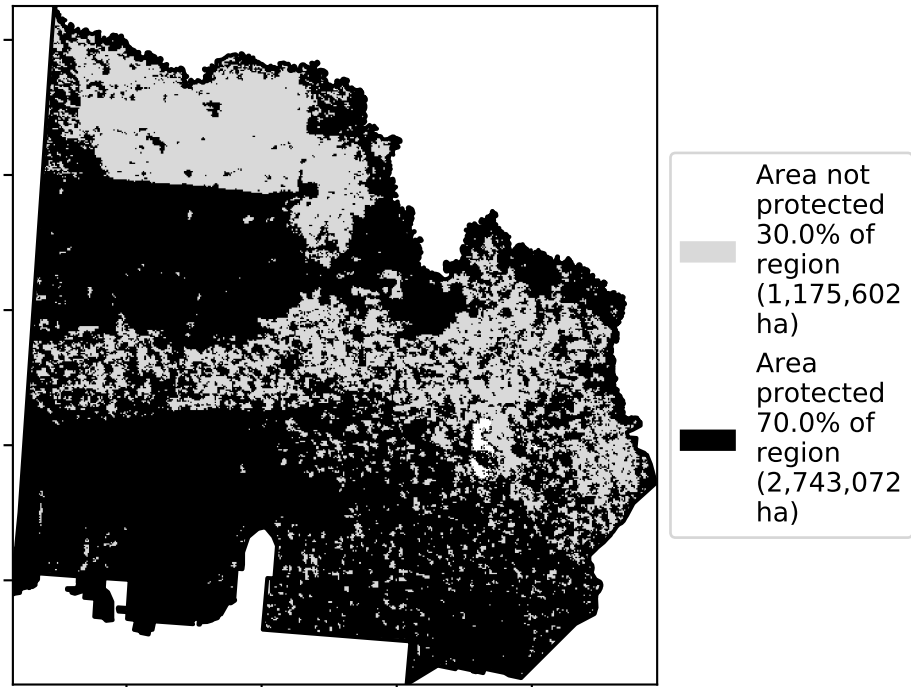 Area not
protected
30.0% of
region
(1,175,602
ha)
Area
protected
70.0% of
region
(2,743,072
ha)